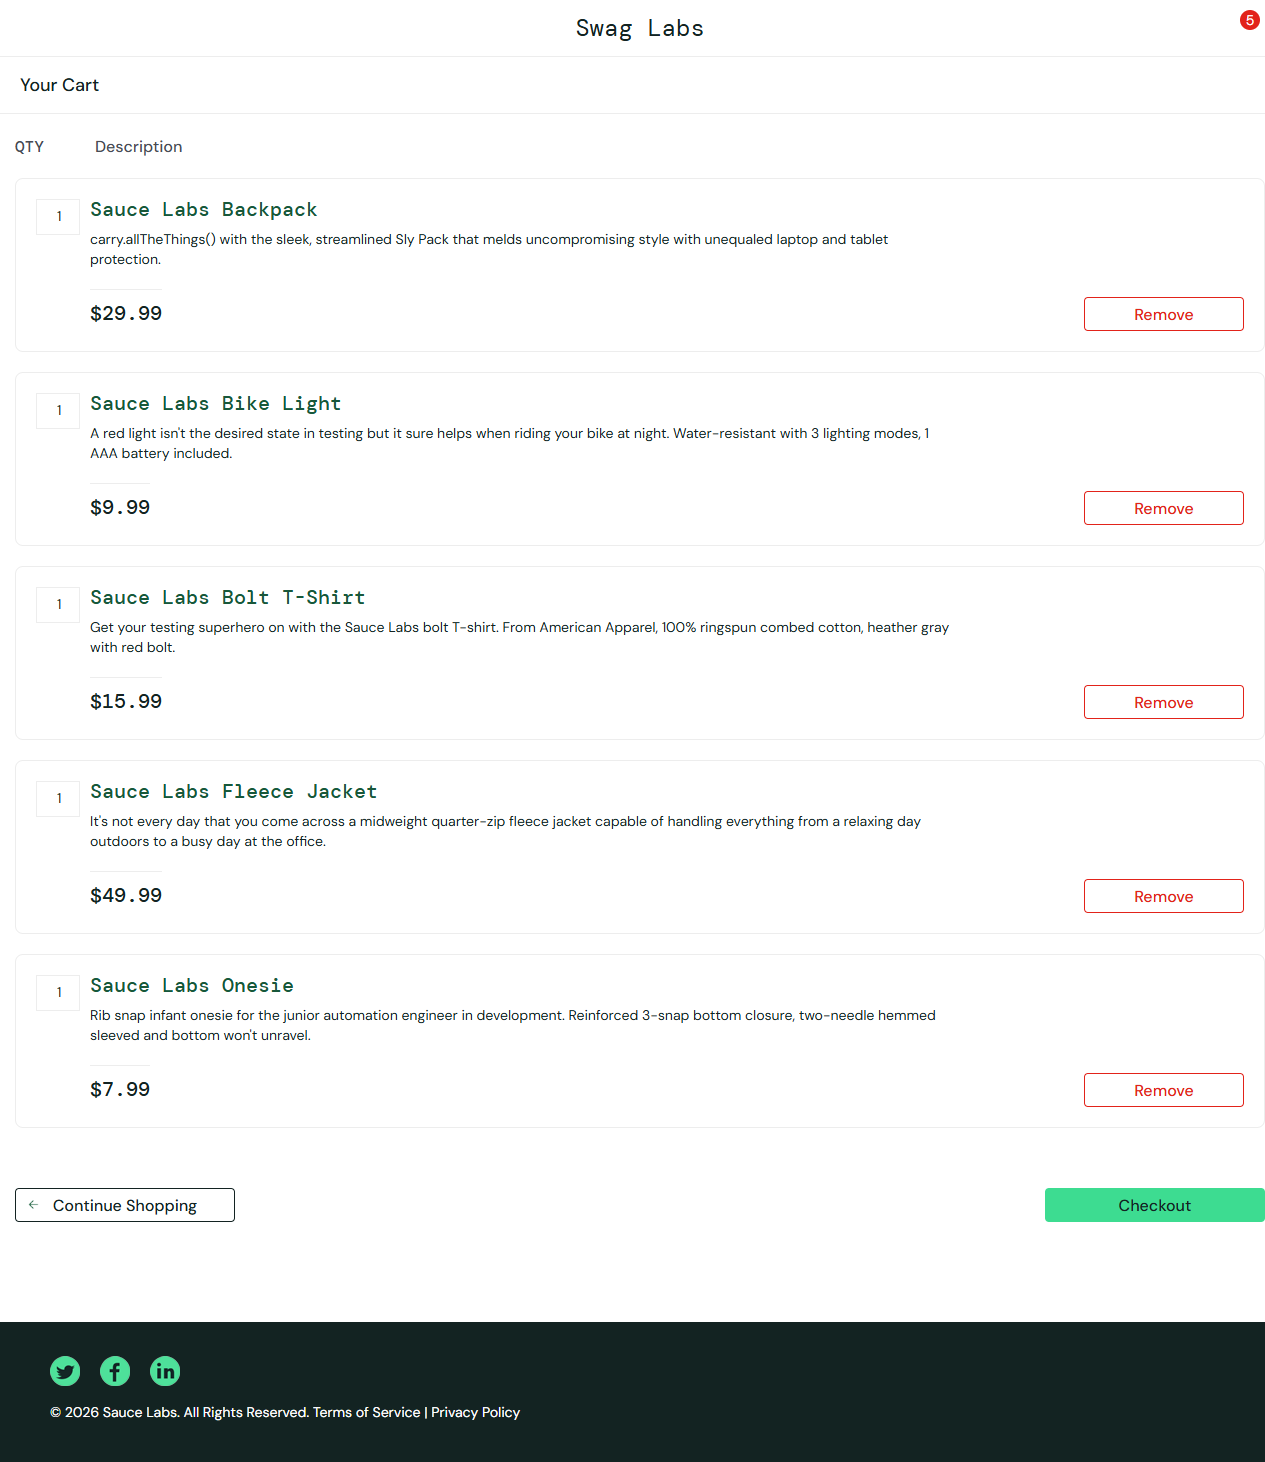 Swag Labs
5
Your Cart
QTY Description
1
Sauce Labs Backpack
carry.allTheThings() with the sleek, streamlined Sly Pack that melds uncompromising style with unequaled laptop and tablet
protection.
$29.99
Remove
1
Sauce Labs Bike Light
A red light isn't the desired state in testing but it sure helps when riding your bike at night. Water-resistant with 3 lighting modes, 1
AAA battery included.
$9.99
Remove
1
Sauce Labs Bolt T-Shirt
Get your testing superhero on with the Sauce Labs bolt T-shirt. From American Apparel, 100% ringspun combed cotton, heather gray
with red bolt.
$15.99
Remove
1
Sauce Labs Fleece Jacket
It's not every day that you come across a midweight quarter-zip fleece jacket capable of handling everything from a relaxing day
outdoors to a busy day at the office.
$49.99
Remove
1
Sauce Labs Onesie
Rib snap infant onesie for the junior automation engineer in development. Reinforced 3-snap bottom closure, two-needle hemmed
sleeved and bottom won't unravel.
$7.99
Remove
Continue Shopping
Checkout
© 2026 Sauce Labs. All Rights Reserved. Terms of Service | Privacy Policy